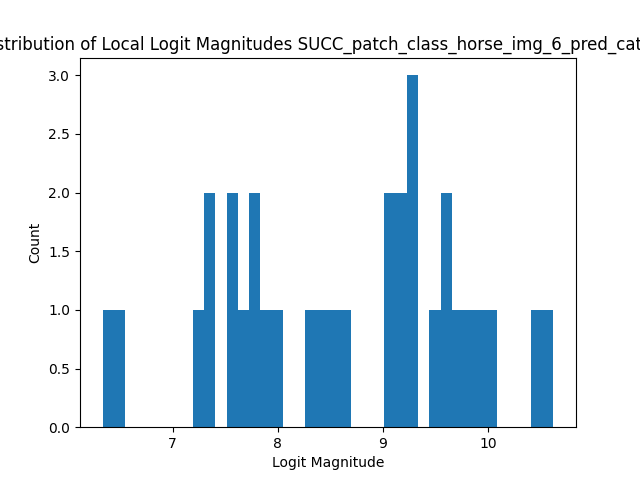 stribution of Local Logit Magnitudes SUCC_patch_class_horse_img_6_pred_cat
3.0
2.5
2.0
1.5
1.0
0.5
0.0
Count
7 8 9 10
Logit Magnitude